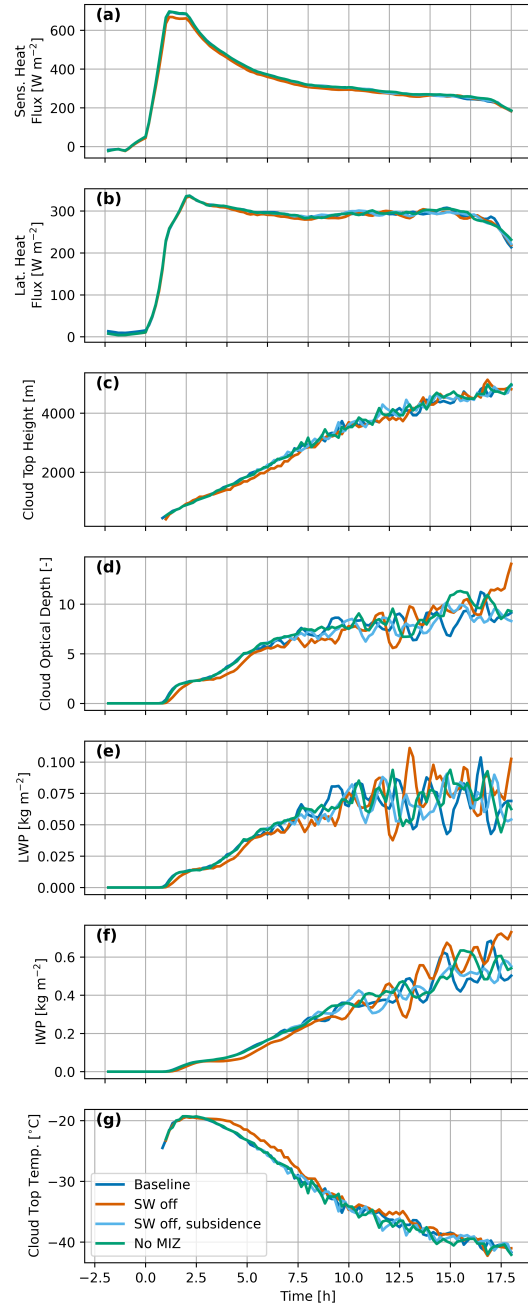 (a)
Sens. Heat
Flux [W m⁻²]
600
400
200
0
(b)
Lat. Heat
Flux [W m⁻²]
300
200
100
0
(c)
Cloud Top Height [m]
4000
2000
(d)
Cloud Optical Depth [-]
10
5
0
(e)
LWP [kg m⁻²]
0.100
0.075
0.050
0.025
0.000
(f)
IWP [kg m⁻²]
0.6
0.4
0.2
0.0
(g)
Cloud Top Temp. [°C]
−20
−30
−40
Baseline
SW off
SW off, subsidence
No MIZ
−2.5 0.0 2.5 5.0 7.5 10.0 12.5 15.0 17.5
Time [h]